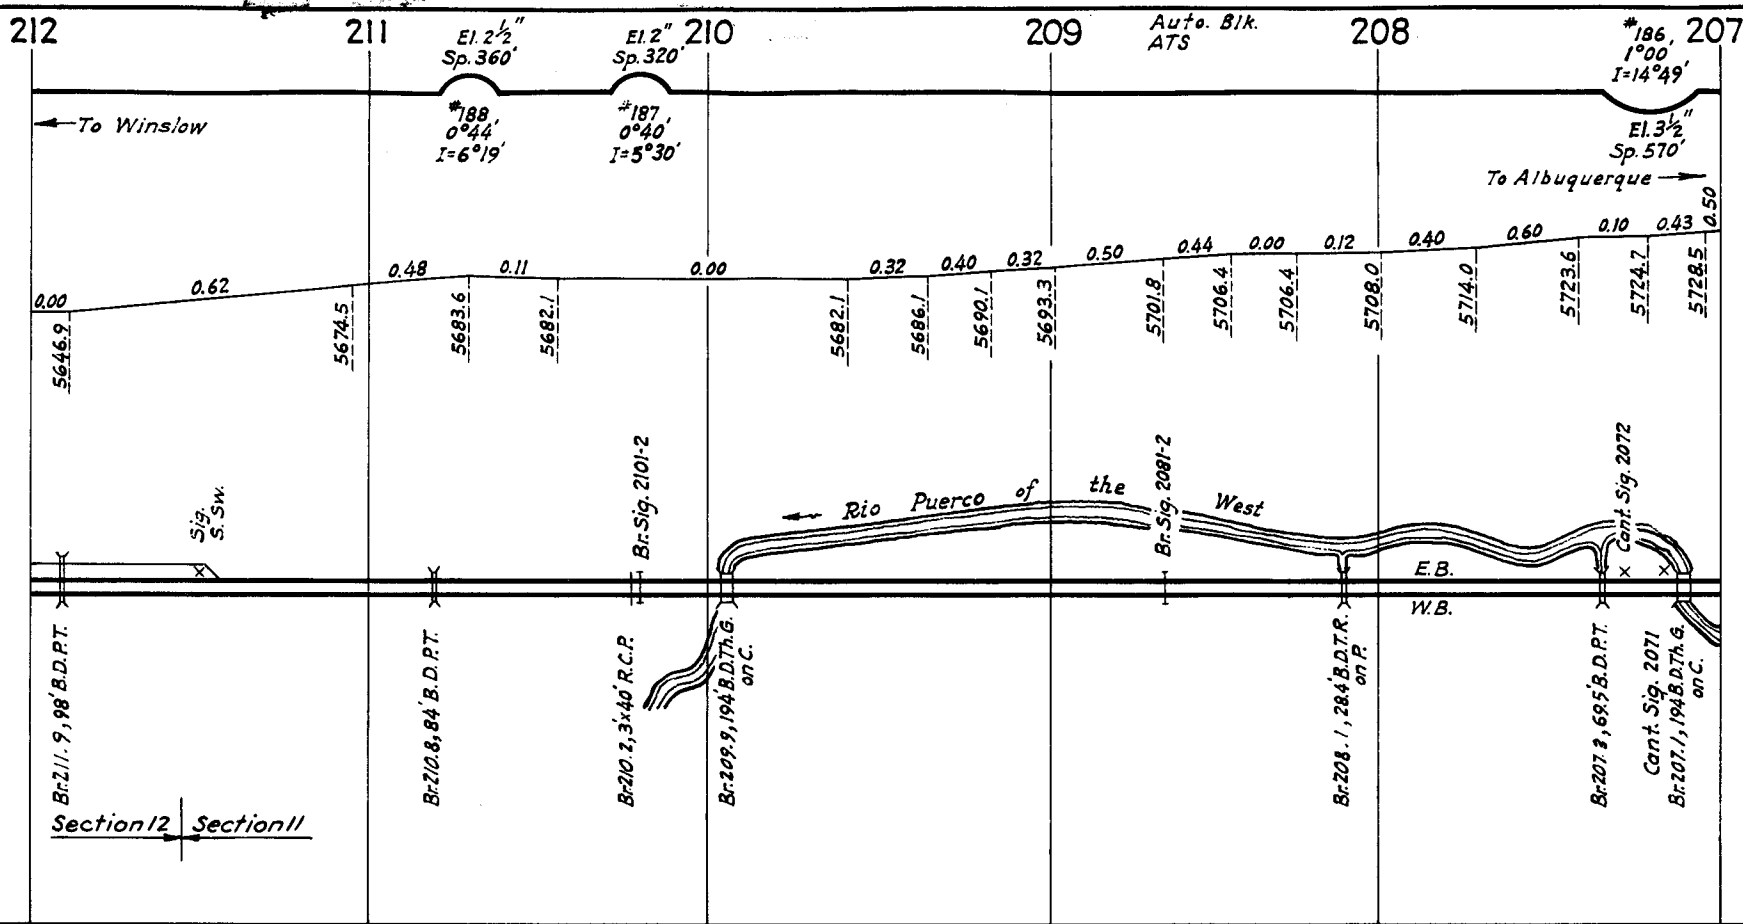 212
211
210
209
208
207
El. 2½"
Sp. 360'
El. 2"
Sp. 320'
Auto. Blk.
ATS
#186,
1°00'
I=14°49'
To Winslow
#188
0°44'
I=6°19'
#187
0°40'
I=5°30'
El. 3½"
Sp. 570'
To Albuquerque
0.00
0.62
0.48
0.11
0.00
0.32
0.40
0.32
0.50
0.44
0.00
0.12
0.40
0.60
0.10
0.43
0.50
5646.9
5674.5
5683.6
5682.1
5682.1
5686.1
5690.1
5693.3
5701.8
5706.4
5706.4
5708.0
5714.0
5723.6
5724.7
5728.5
Sig.
S. Sw.
Br. Sig. 2101-2
Rio Puerco of the West
Br. Sig. 2081-2
Cant. Sig. 2072
E.B.
W.B.
Br. 211.9, 98' B.D.P.T.
Br. 210.8, 84' B.D.P.T.
Br. 210.2, 3x40' R.C.P.
Br. 209.9, 194' B.D.Th.G.
on C.
Br. 208.1, 28.4' B.D.T.R.
on P.
Br. 207.3, 69.5' B.D.P.T.
Cant. Sig. 2071
Br. 207.1, 194' B.D.Th.G.
on C.
Section 12
Section 11